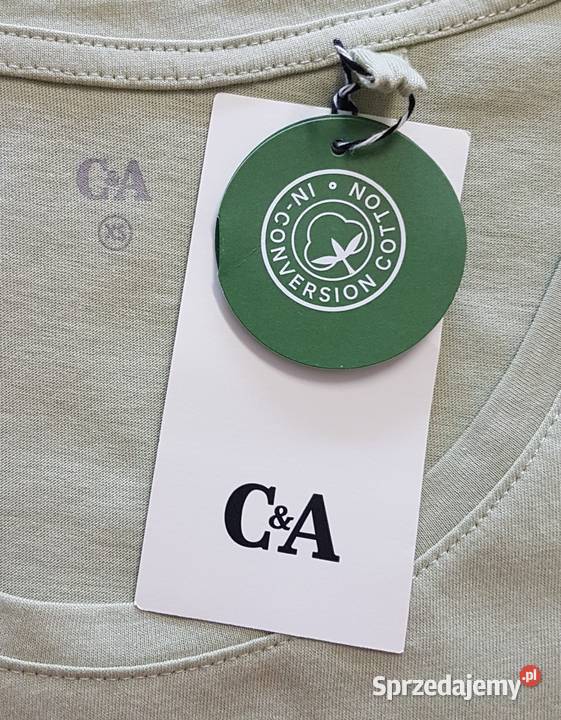 C&A
XS
IN-CONVERSION COTTON
C&A
Sprzedajemy.pl